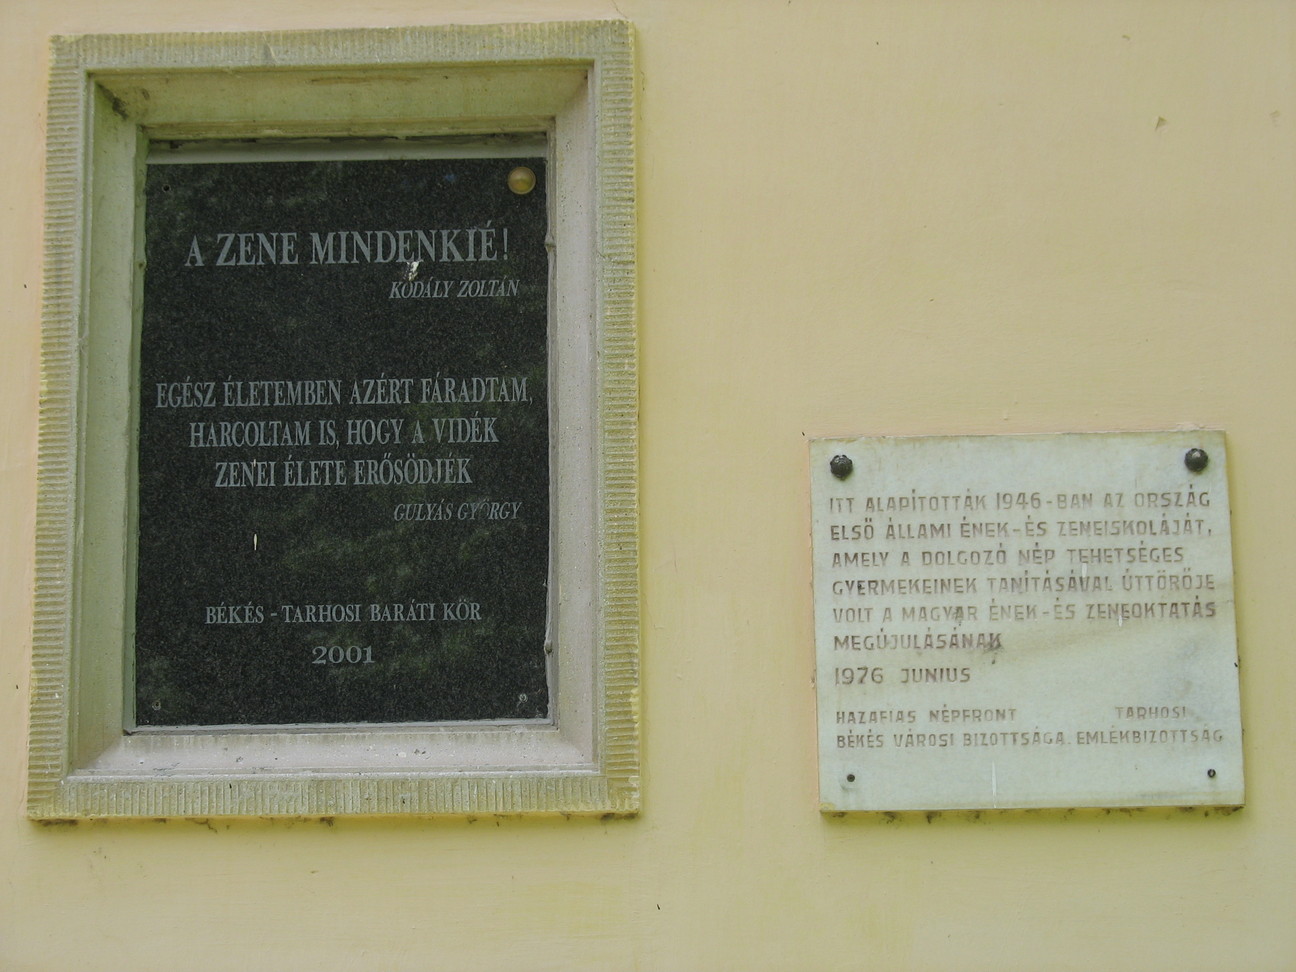 A ZENE MINDENKIÉ!
KODÁLY ZOLTÁN
EGÉSZ ÉLETEMBEN AZÉRT FÁRADTAM,
HARCOLTAM IS, HOGY A VIDÉK
ZENEI ÉLETE ERŐSÖDJÉK
GULYÁS GYÖRGY
BÉKÉS - TARHOSI BARÁTI KÖR
2001
ITT ALAPÍTOTTÁK 1946-BAN AZ ORSZÁG
ELSŐ ÁLLAMI ÉNEK-ÉS ZENEISKOLÁJÁT,
AMELY A DOLGOZÓ NÉP TEHETSÉGES
GYERMEKEINEK TANÍTÁSÁVAL ÚTTÖRŐJE
VOLT A MAGYAR ÉNEK-ÉS ZENEOKTATÁS
MEGÚJULÁSÁNAK
1976 JUNIUS
HAZAFIAS NÉPFRONT TARHOSI
BÉKÉS VÁROSI BIZOTTSÁGA. EMLÉKBIZOTTSÁG